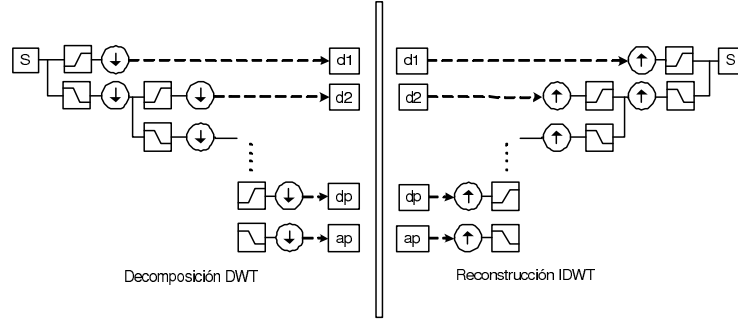 S
d1
d2
dp
ap
Decomposición DWT
d1
S
d2
dp
ap
Reconstrucción IDWT